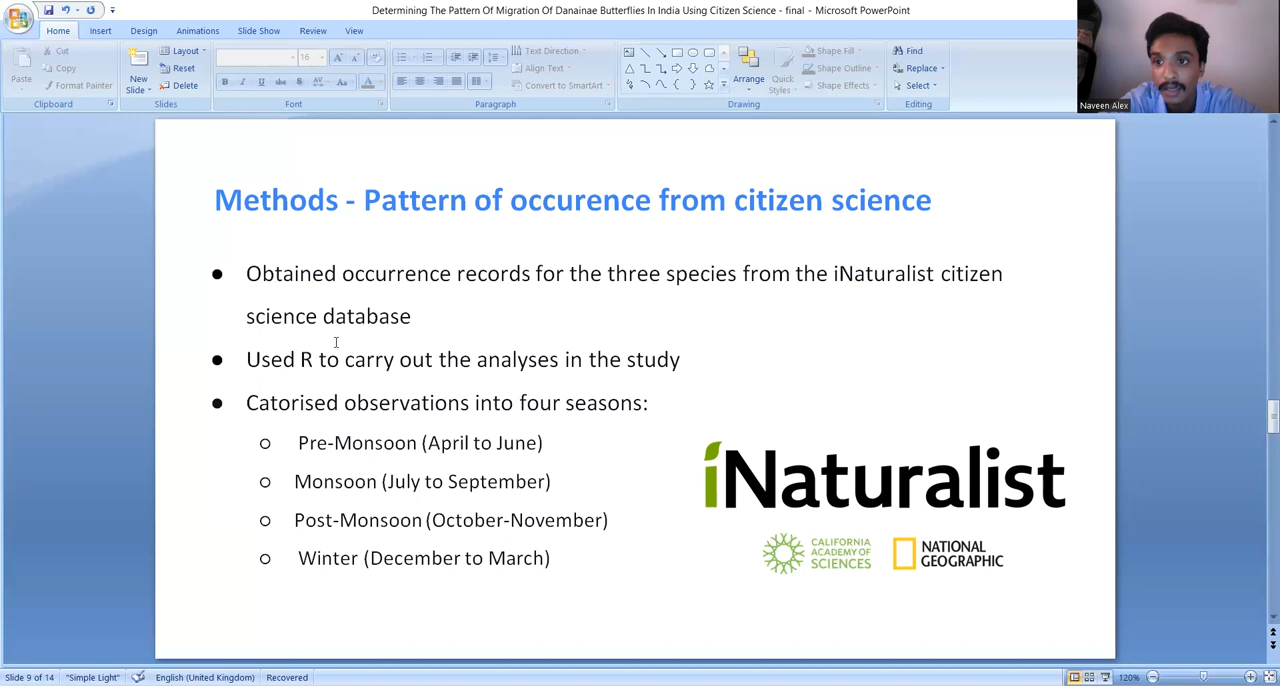 Determining The Pattern Of Migration Of Danainae Butterflies In India Using Citizen Science - final - Microsoft PowerPoint
Home Insert Design Slide Show Animations Review View
Paste
Cut
Copy
Format Painter
Clipboard
New Slide
Layout
Reset
Delete
Slides
16
Font
Text Direction
Align Text
Convert to SmartArt
Paragraph
Arrange
Quick Styles
Shape Fill
Shape Outline
Shape Effects
Drawing
Find
Replace
Select
Editing
Naveen Alex
Methods - Pattern of occurence from citizen science
● Obtained occurrence records for the three species from the iNaturalist citizen
science database
● Used R to carry out the analyses in the study
● Catorised observations into four seasons:
○ Pre-Monsoon (April to June)
○ Monsoon (July to September)
○ Post-Monsoon (October-November)
○ Winter (December to March)
iNaturalist
CALIFORNIA
ACADEMY OF
SCIENCES
NATIONAL
GEOGRAPHIC
Slide 9 of 14 "Simple Light" English (United Kingdom) Recovered 120%